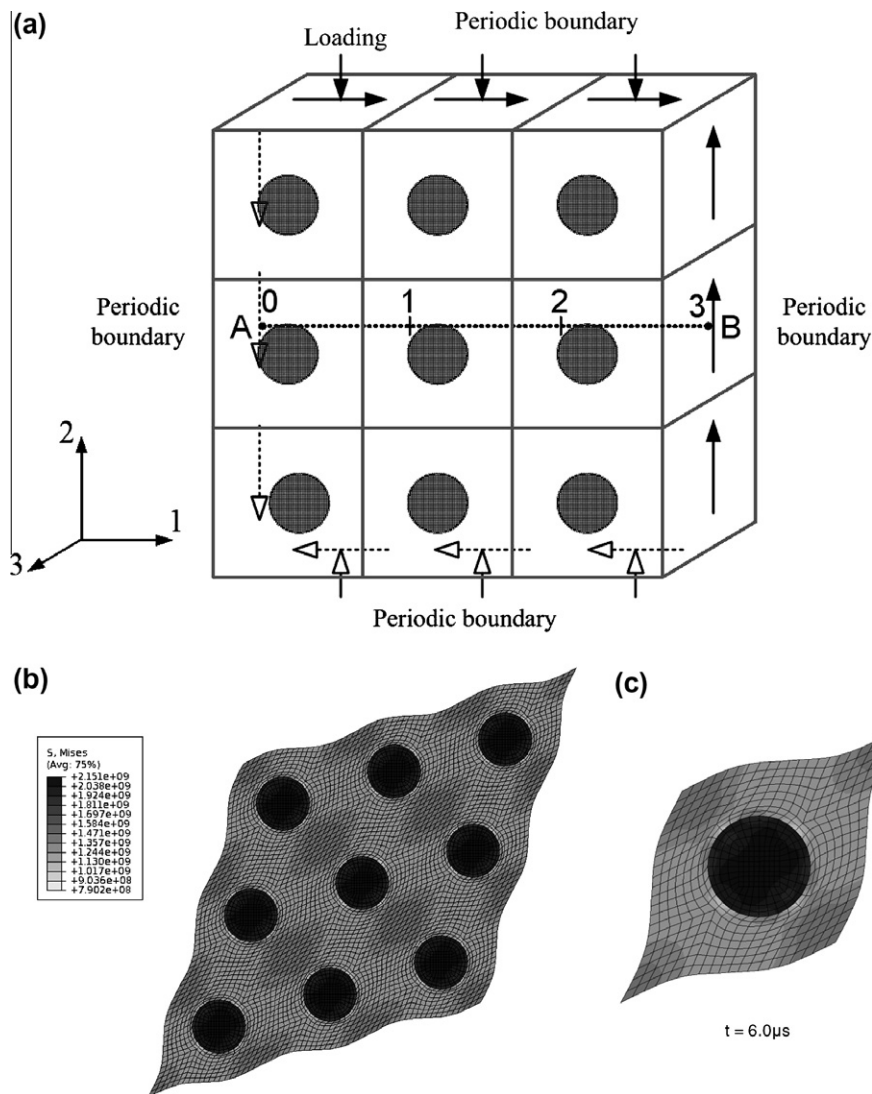 (a)
Loading
Periodic boundary
Periodic
boundary
A
0
1
2
3
B
Periodic
boundary
2
1
3
Periodic boundary
(b)
S, Mises
(Avg: 75%)
+2.151e+09
+2.038e+09
+1.924e+09
+1.811e+09
+1.697e+09
+1.584e+09
+1.471e+09
+1.357e+09
+1.244e+09
+1.130e+09
+1.017e+09
+9.036e+08
+7.902e+08
(c)
t = 6.0μs